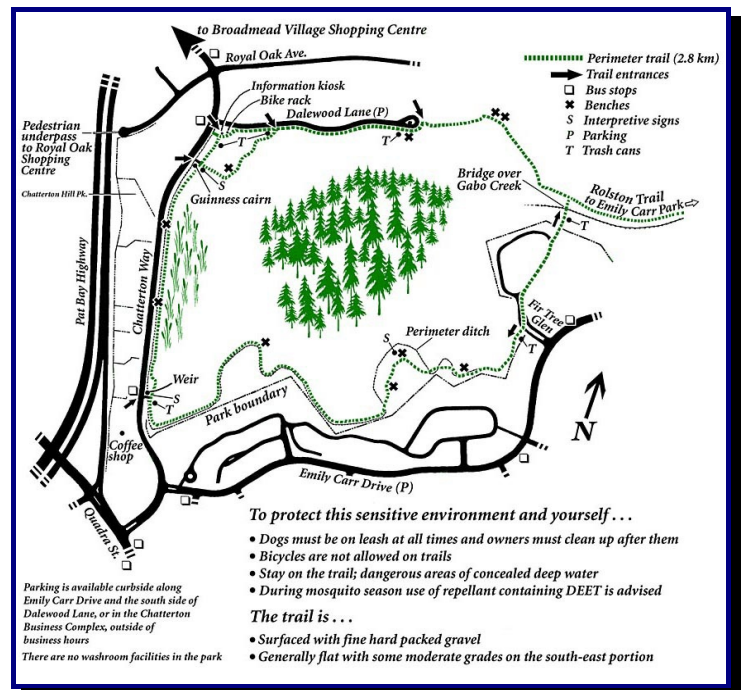 to Broadmead Village Shopping Centre
Royal Oak Ave.
Information kiosk
Bike rack
Dalewood Lane (P)
Perimeter trail (2.8 km)
Trail entrances
Bus stops
Benches
S Interpretive signs
P Parking
T Trash cans
Pedestrian
underpass
to Royal Oak
Shopping
Centre
T
T
S
Guinness cairn
Chatterton Hill Pk.
Bridge over
Gabo Creek
Rolston Trail
to Emily Carr Park
T
Pat Bay Highway
Chatterton Way
Fir Tree
Glen
Perimeter ditch
S
T
Weir
S
T
Park boundary
Coffee
shop
N
Emily Carr Drive (P)
Quadra St.
To protect this sensitive environment and yourself . . .
• Dogs must be on leash at all times and owners must clean up after them
• Bicycles are not allowed on trails
• Stay on the trail; dangerous areas of concealed deep water
• During mosquito season use of repellant containing DEET is advised
The trail is . . .
• Surfaced with fine hard packed gravel
• Generally flat with some moderate grades on the south-east portion
Parking is available curbside along
Emily Carr Drive and the south side of
Dalewood Lane, or in the Chatterton
Business Complex, outside of
business hours
There are no washroom facilities in the park